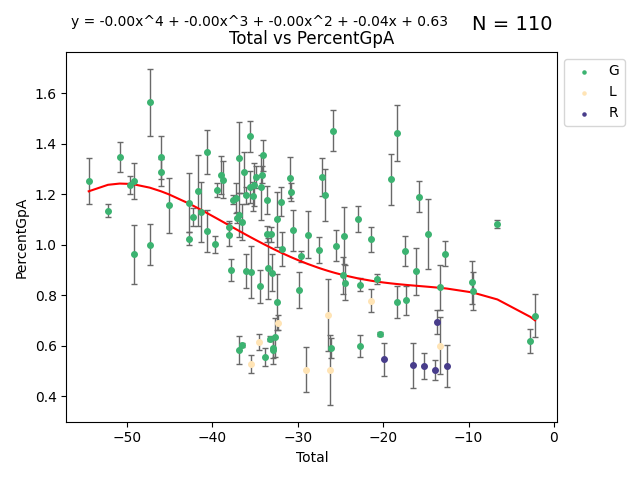 y = -0.00x^4 + -0.00x^3 + -0.00x^2 + -0.04x + 0.63
N = 110
Total vs PercentGpA
G
L
R
PercentGpA
1.6
1.4
1.2
1.0
0.8
0.6
0.4
−50 −40 −30 −20 −10 0
Total